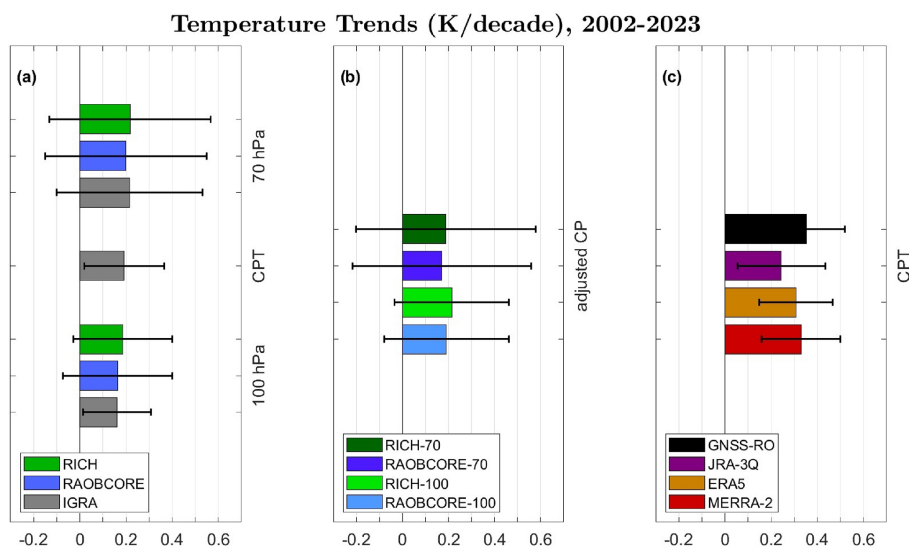 Temperature Trends (K/decade), 2002-2023
(a)
70 hPa
CPT
100 hPa
RICH
RAOBCORE
IGRA
-0.2 0 0.2 0.4 0.6
(b)
adjusted CP
RICH-70
RAOBCORE-70
RICH-100
RAOBCORE-100
-0.2 0 0.2 0.4 0.6
(c)
CPT
GNSS-RO
JRA-3Q
ERA5
MERRA-2
-0.2 0 0.2 0.4 0.6